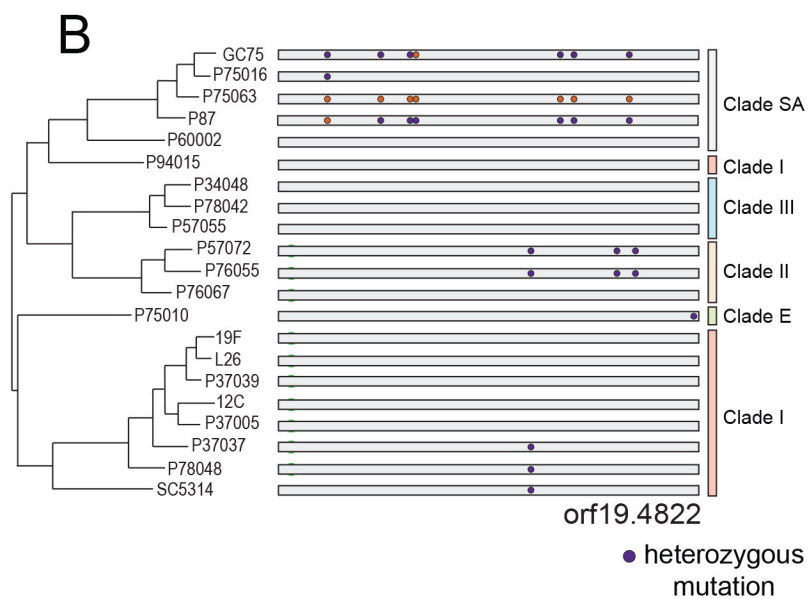 B
GC75
P75016
P75063
P87
P60002
Clade SA
P94015
Clade I
P34048
P78042
P57055
Clade III
P57072
P76055
P76067
Clade II
P75010
Clade E
19F
L26
P37039
12C
P37005
P37037
P78048
SC5314
Clade I
orf19.4822
heterozygous
mutation